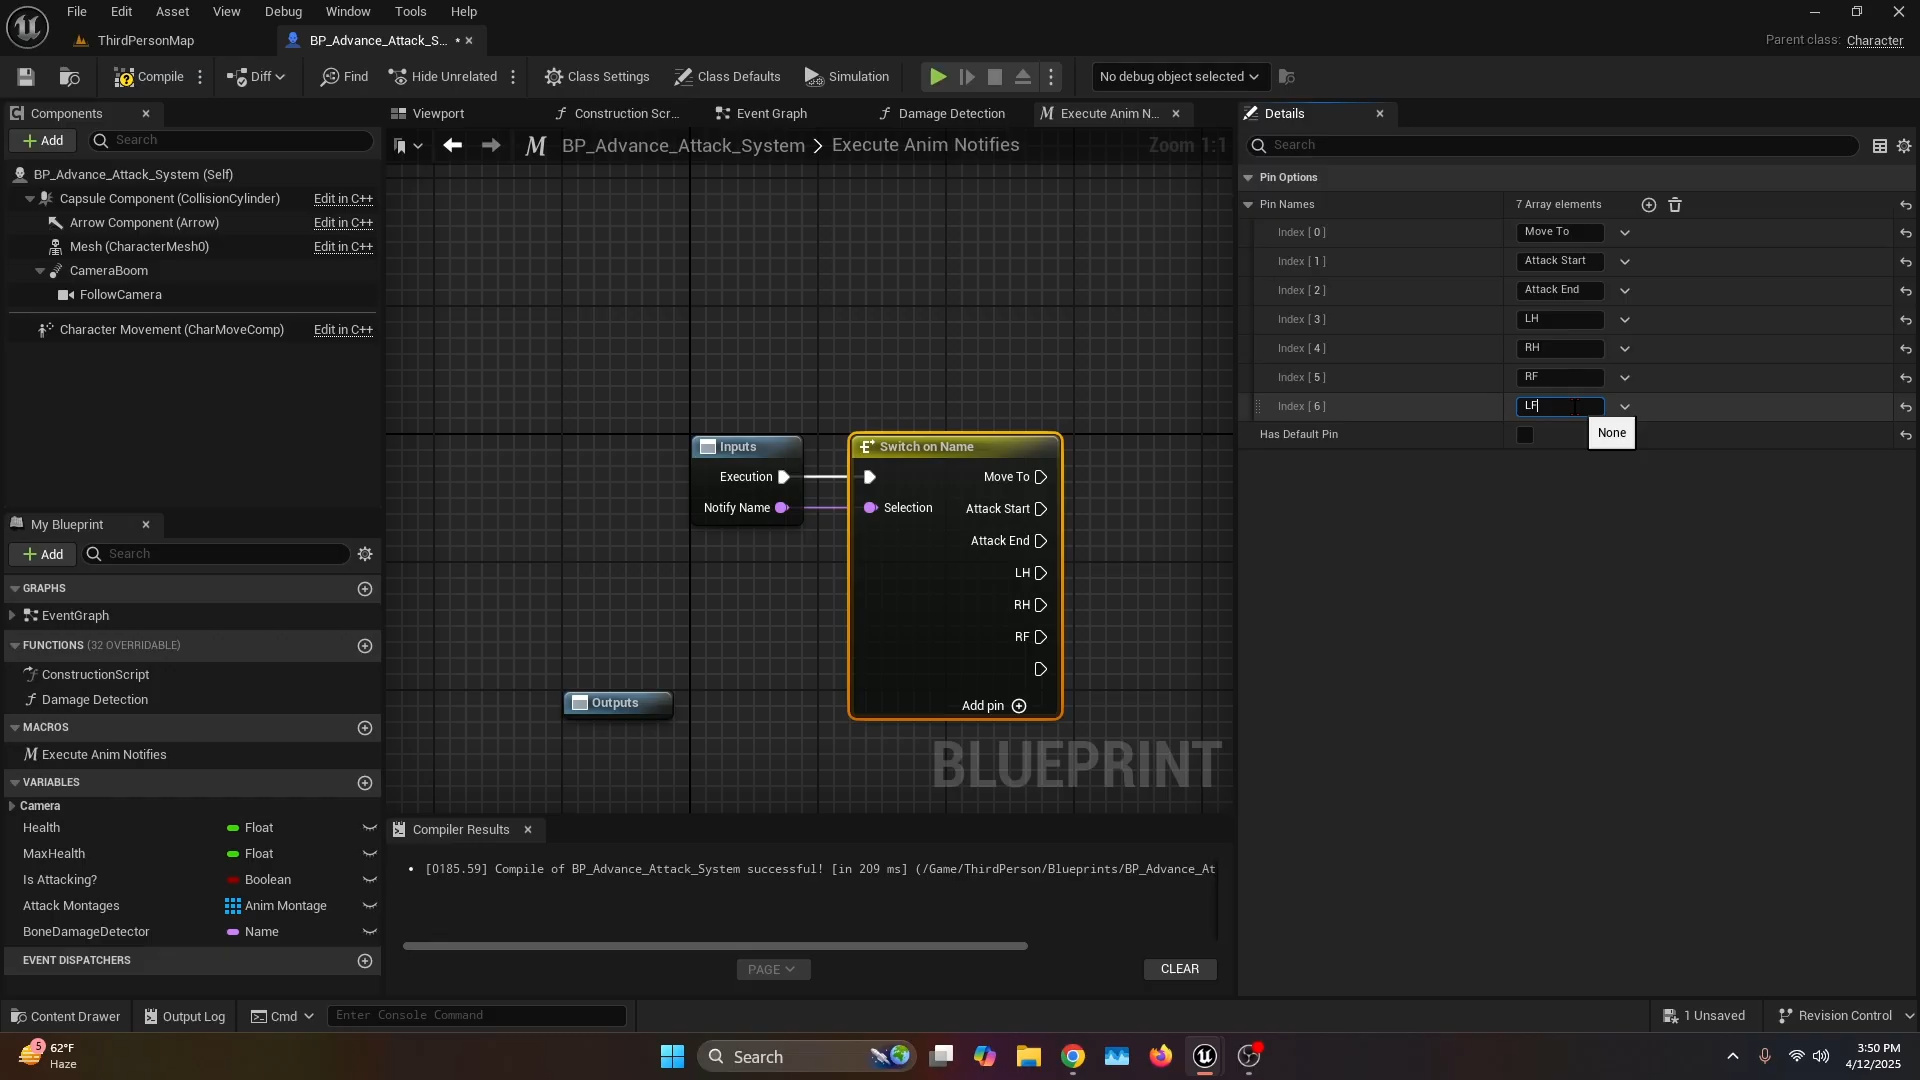 File Edit Asset View Window Debug Tools Help
ThirdPersonMap
BP_Advance_Attack_S... *
Parent class: Character
Compile
Diff
Find
Hide Unrelated
Class Settings
Class Defaults
Simulation
No debug object selected
Components
Add
Search
BP_Advance_Attack_System (Self)
Capsule Component (CollisionCylinder) Edit in C++
Arrow Component (Arrow) Edit in C++
Mesh (CharacterMesh0) Edit in C++
CameraBoom
FollowCamera
Character Movement (CharMoveComp) Edit in C++
My Blueprint
Add
Search
GRAPHS
EventGraph
FUNCTIONS (32 OVERRIDABLE)
ConstructionScript
Damage Detection
MACROS
Execute Anim Notifies
VARIABLES
Camera
Health Float
MaxHealth Float
Is Attacking? Boolean
Attack Montages Anim Montage
BoneDamageDetector Name
EVENT DISPATCHERS
Viewport
Construction Scr...
Event Graph
Damage Detection
Execute Anim N...
BP_Advance_Attack_System > Execute Anim Notifies
Zoom 1:1
Inputs
Execution
Notify Name
Switch on Name
Selection
Move To
Attack Start
Attack End
LH
RH
RF
Add pin
Outputs
BLUEPRINT
Compiler Results
[0185.59] Compile of BP_Advance_Attack_System successful! [in 209 ms] (/Game/ThirdPerson/Blueprints/BP_Advance_At
PAGE
CLEAR
Details
Search
Pin Options
Pin Names 7 Array elements
Index [ 0 ] Move To
Index [ 1 ] Attack Start
Index [ 2 ] Attack End
Index [ 3 ] LH
Index [ 4 ] RH
Index [ 5 ] RF
Index [ 6 ] LF
Has Default Pin
None
Content Drawer
Output Log
Cmd
Enter Console Command
1 Unsaved
Revision Control
5
62°F
Haze
Search
3:50 PM
4/12/2025